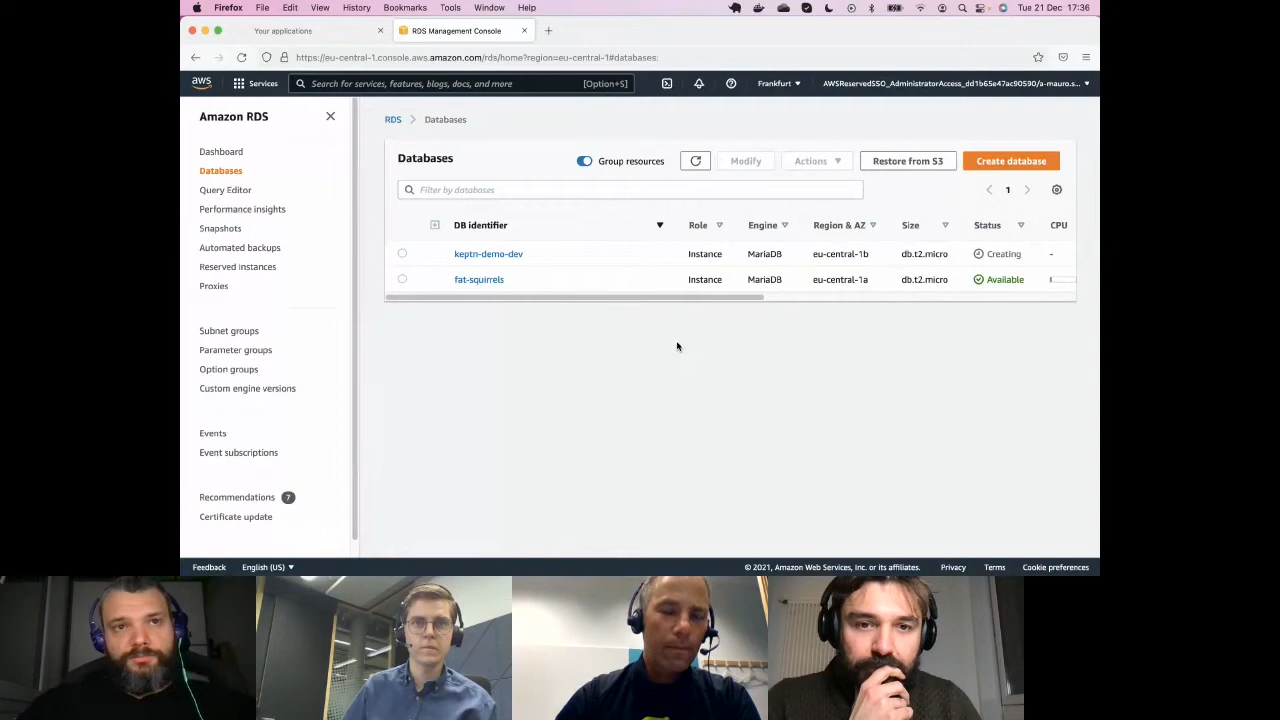 Firefox File Edit View History Bookmarks Tools Window Help Tue 21 Dec 17:36
Your applications × RDS Management Console × +
https://eu-central-1.console.aws.amazon.com/rds/home?region=eu-central-1#databases:
aws Services Search for services, features, blogs, docs, and more [Option+S] Frankfurt AWSReservedSSO_AdministratorAccess_dd1b65e47ac90590/a-mauro.s...
Amazon RDS
Dashboard
Databases
Query Editor
Performance insights
Snapshots
Automated backups
Reserved instances
Proxies
Subnet groups
Parameter groups
Option groups
Custom engine versions
Events
Event subscriptions
Recommendations 7
Certificate update
RDS > Databases
Databases Group resources Modify Actions Restore from S3 Create database
Filter by databases 1
DB identifier Role Engine Region & AZ Size Status CPU
keptn-demo-dev Instance MariaDB eu-central-1b db.t2.micro Creating -
fat-squirrels Instance MariaDB eu-central-1a db.t2.micro Available
Feedback English (US) © 2021, Amazon Web Services, Inc. or its affiliates. Privacy Terms Cookie preferences